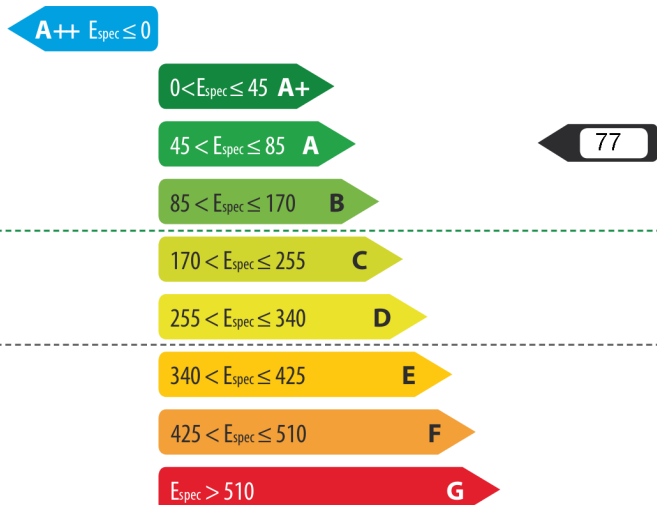 A++ Espec ≤ 0
0<Espec ≤ 45 A+
45 < Espec ≤ 85 A
77
85 < Espec ≤ 170 B
170 < Espec ≤ 255 C
255 < Espec ≤ 340 D
340 < Espec ≤ 425 E
425 < Espec ≤ 510 F
Espec > 510 G